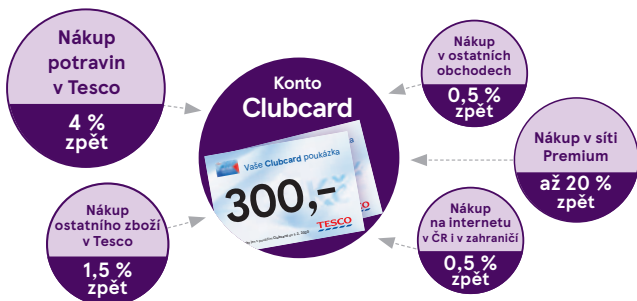 Nákup
potravin
v Tesco
4 %
zpět
Nákup
ostatního zboží
v Tesco
1,5 %
zpět
Konto
Clubcard
Vaše Clubcard poukázka
300,-
TESCO
Nákup
v ostatních
obchodech
0,5 %
zpět
Nákup v síti
Premium
až 20 %
zpět
Nákup
na internetu
v ČR i v zahraničí
0,5 %
zpět